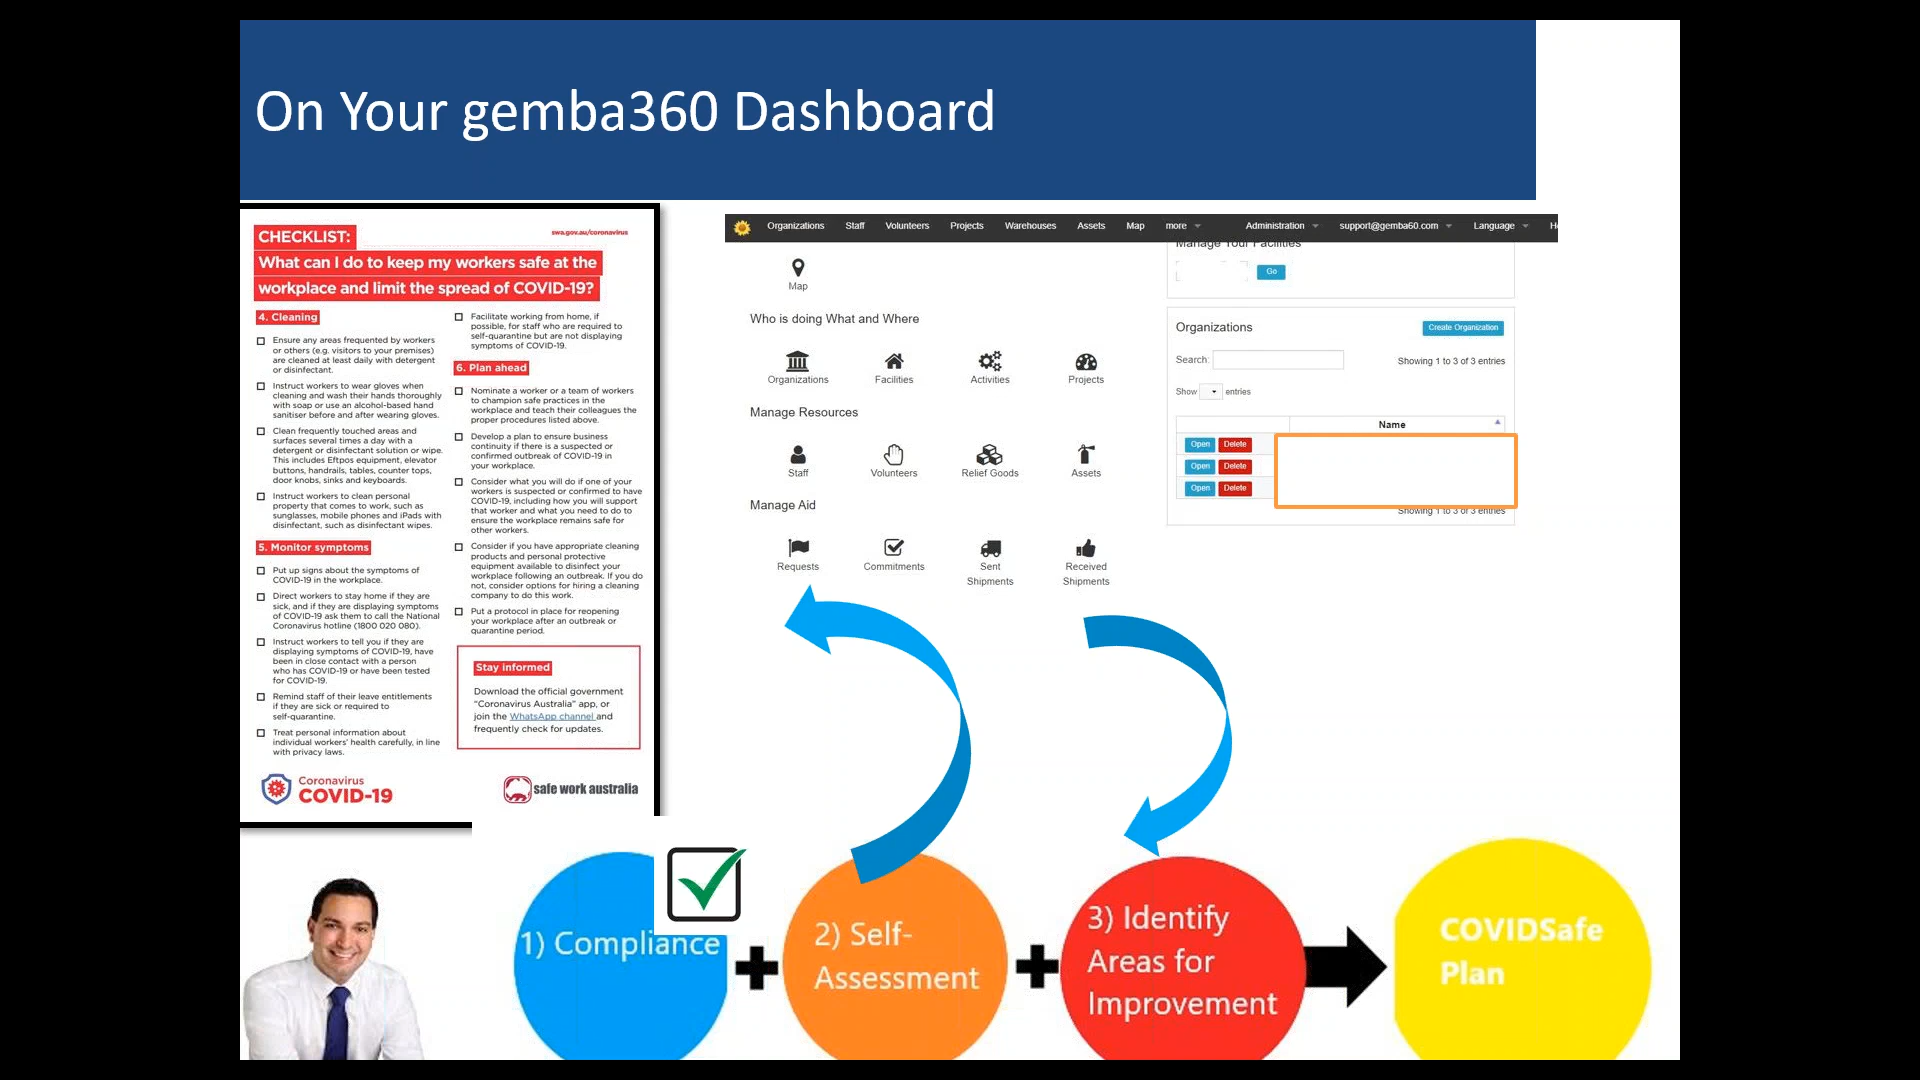 On Your gemba360 Dashboard
CHECKLIST:
swa.gov.au/coronavirus
What can I do to keep my workers safe at the
workplace and limit the spread of COVID-19?
4. Cleaning
Ensure any areas frequented by workers
or others (e.g. visitors to your premises)
are cleaned at least daily with detergent
or disinfectant.
Instruct workers to wear gloves when
cleaning and wash their hands thoroughly
with soap or use an alcohol-based hand
sanitiser before and after wearing gloves.
Clean frequently touched areas and
surfaces several times a day with a
detergent or disinfectant solution or wipe.
This includes Eftpos equipment, elevator
buttons, handrails, tables, counter tops,
door knobs, sinks and keyboards.
Instruct workers to clean personal
property that comes to work, such as
sunglasses, mobile phones and iPads with
disinfectant, such as disinfectant wipes.
5. Monitor symptoms
Put up signs about the symptoms of
COVID-19 in the workplace.
Direct workers to stay home if they are
sick, and if they are displaying symptoms
of COVID-19 ask them to call the National
Coronavirus hotline (1800 020 080).
Instruct workers to tell you if they are
displaying symptoms of COVID-19, have
been in close contact with a person
who has COVID-19 or have been tested
for COVID-19.
Remind staff of their leave entitlements
if they are sick or required to
self-quarantine.
Treat personal information about
individual workers' health carefully, in line
with privacy laws.
Facilitate working from home, if
possible, for staff who are required to
self-quarantine but are not displaying
symptoms of COVID-19.
6. Plan ahead
Nominate a worker or a team of workers
to champion safe practices in the
workplace and teach their colleagues the
proper procedures listed above.
Develop a plan to ensure business
continuity if there is a suspected or
confirmed outbreak of COVID-19 in
your workplace.
Consider what you will do if one of your
workers is suspected or confirmed to have
COVID-19, including how you will support
that worker and what you need to do to
ensure the workplace remains safe for
other workers.
Consider if you have appropriate cleaning
products and personal protective
equipment available to disinfect your
workplace following an outbreak. If you do
not, consider options for hiring a cleaning
company to do this work.
Put a protocol in place for reopening
your workplace after an outbreak or
quarantine period.
Stay informed
Download the official government
"Coronavirus Australia" app, or
join the WhatsApp channel and
frequently check for updates.
Coronavirus
COVID-19
safe work australia
Organizations Staff Volunteers Projects Warehouses Assets Map more Administration support@gemba60.com Language
Map
Who is doing What and Where
Organizations Facilities Activities Projects
Manage Resources
Staff Volunteers Relief Goods Assets
Manage Aid
Requests Commitments Sent Shipments Received Shipments
Manage Your Facilities
Go
Organizations Create Organization
Search: Showing 1 to 3 of 3 entries
Show entries
Name
Open Delete
Open Delete
Open Delete
Showing 1 to 3 of 3 entries
1) Compliance
2) Self-
Assessment
3) Identify
Areas for
Improvement
COVIDSafe
Plan